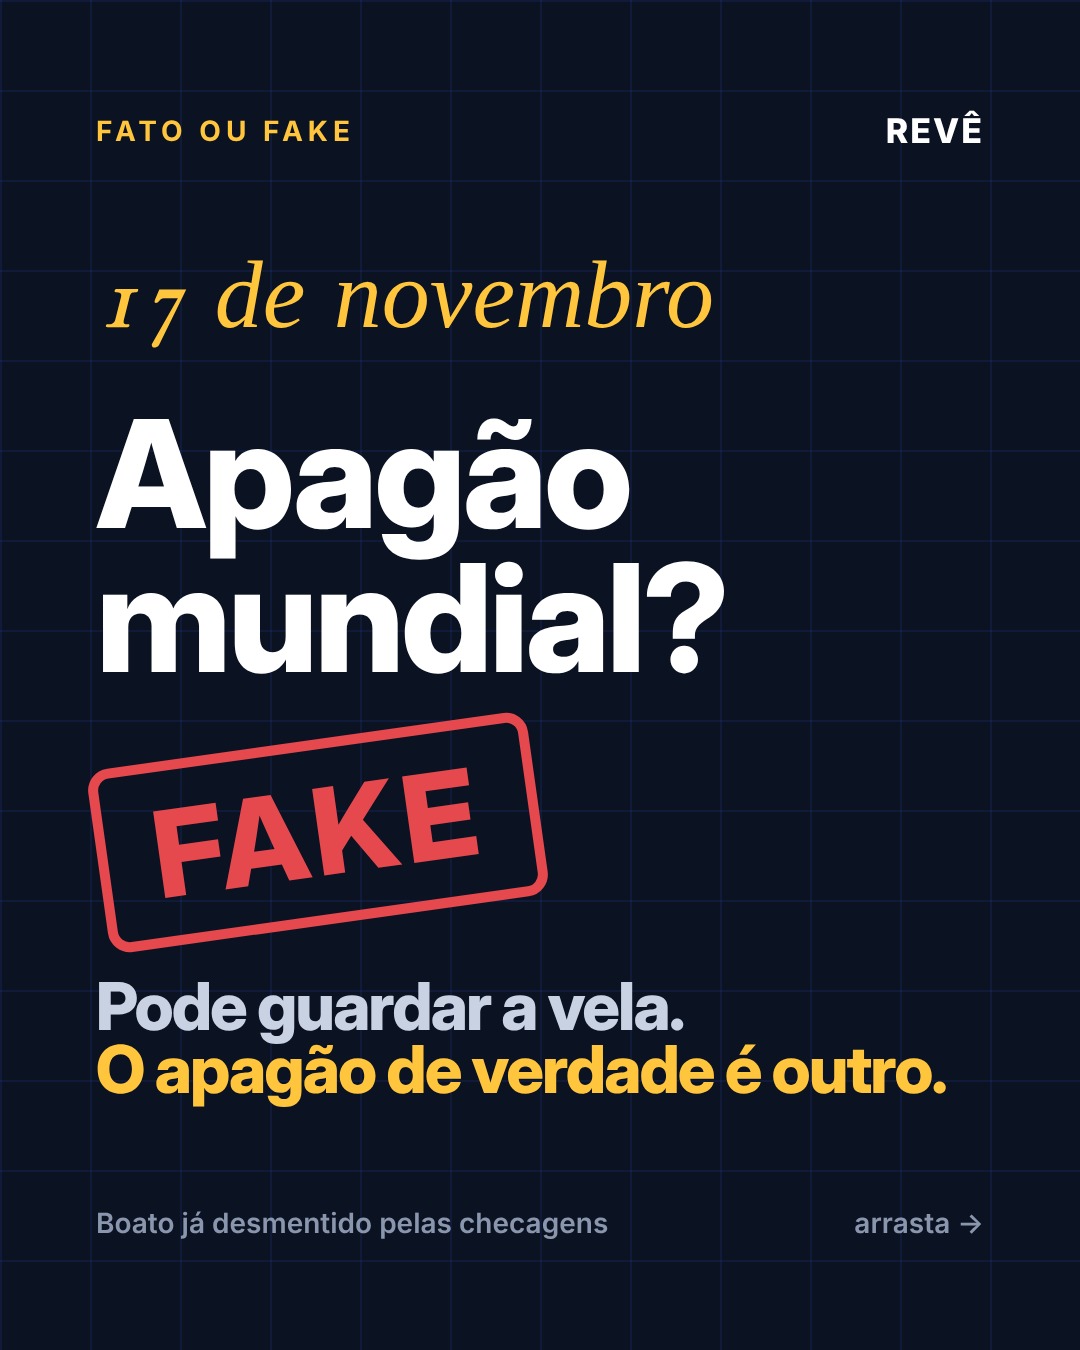 FATO OU FAKE
REVÊ
17 de novembro
Apagão
mundial?
FAKE
Pode guardar a vela.
O apagão de verdade é outro.
Boato já desmentido pelas checagens
arrasta →